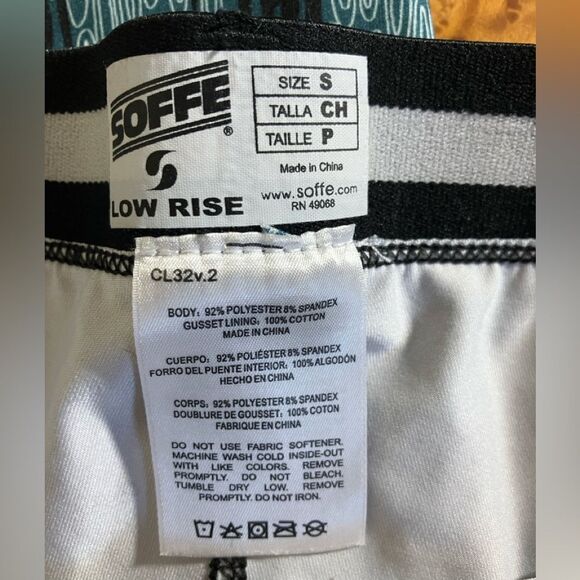 SOFFE®
LOW RISE
SIZE S
TALLA CH
TAILLE P
Made in China
www.soffe.com
RN 49068
CL32v.2
BODY: 92% POLYESTER 8% SPANDEX
GUSSET LINING: 100% COTTON
MADE IN CHINA
CUERPO: 92% POLIÉSTER 8% SPANDEX
FORRO DEL PUENTE INTERIOR: 100% ALGODÓN
HECHO EN CHINA
CORPS: 92% POLYESTER 8% SPANDEX
DOUBLURE DE GOUSSET: 100% COTON
FABRIQUE EN CHINA
DO NOT USE FABRIC SOFTENER.
MACHINE WASH COLD INSIDE-OUT
WITH LIKE COLORS. REMOVE
PROMPTLY. DO NOT BLEACH.
TUMBLE DRY LOW. REMOVE
PROMPTLY. DO NOT IRON.